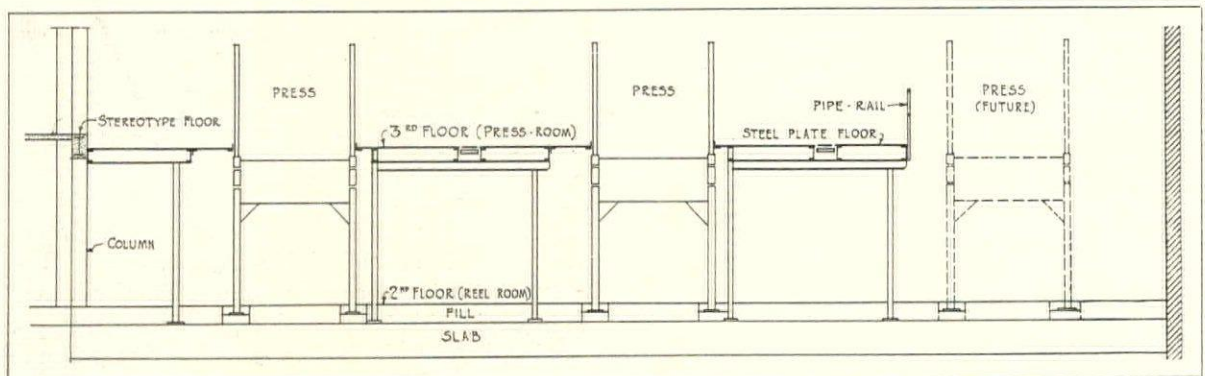 PRESS
PRESS
PRESS
(FUTURE)
PIPE-RAIL
STEREOTYPE FLOOR
3RD FLOOR (PRESS-ROOM)
STEEL PLATE FLOOR
COLUMN
2ND FLOOR (REEL ROOM)
FILL
SLAB